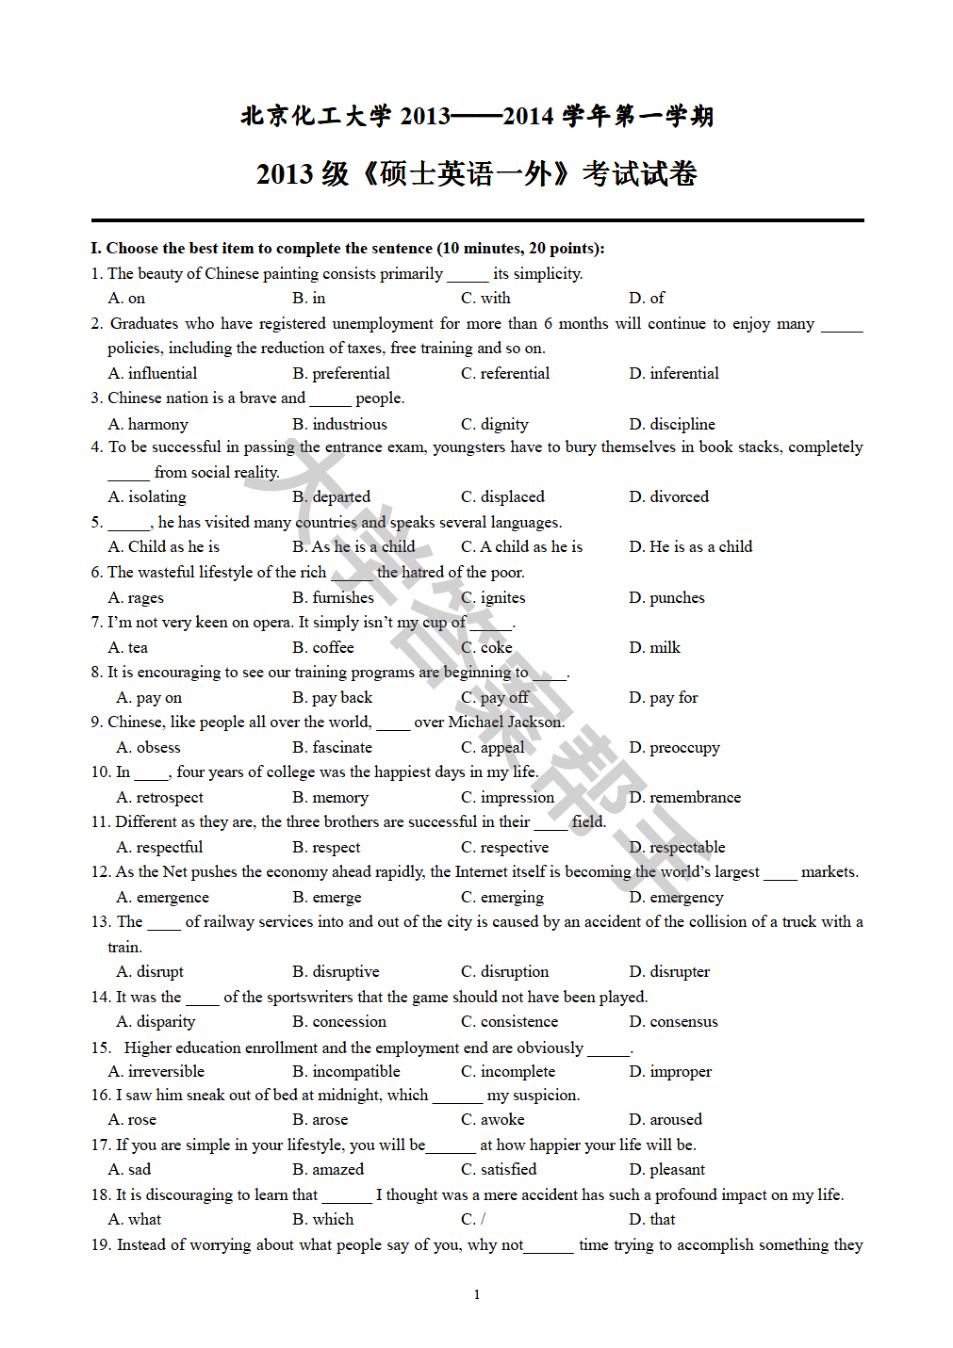 北京化工大学 2013——2014 学年第一学期
2013 级《硕士英语一外》考试试卷
I. Choose the best item to complete the sentence (10 minutes, 20 points):
1. The beauty of Chinese painting consists primarily _____ its simplicity.
A. on B. in C. with D. of
2. Graduates who have registered unemployment for more than 6 months will continue to enjoy many _____
policies, including the reduction of taxes, free training and so on.
A. influential B. preferential C. referential D. inferential
3. Chinese nation is a brave and _____ people.
A. harmony B. industrious C. dignity D. discipline
4. To be successful in passing the entrance exam, youngsters have to bury themselves in book stacks, completely
_____ from social reality.
A. isolating B. departed C. displaced D. divorced
5. _____, he has visited many countries and speaks several languages.
A. Child as he is B. As he is a child C. A child as he is D. He is as a child
6. The wasteful lifestyle of the rich _____ the hatred of the poor.
A. rages B. furnishes C. ignites D. punches
7. I’m not very keen on opera. It simply isn’t my cup of _____.
A. tea B. coffee C. coke D. milk
8. It is encouraging to see our training programs are beginning to ____.
A. pay on B. pay back C. pay off D. pay for
9. Chinese, like people all over the world, ____ over Michael Jackson.
A. obsess B. fascinate C. appeal D. preoccupy
10. In ____, four years of college was the happiest days in my life.
A. retrospect B. memory C. impression D. remembrance
11. Different as they are, the three brothers are successful in their ____ field.
A. respectful B. respect C. respective D. respectable
12. As the Net pushes the economy ahead rapidly, the Internet itself is becoming the world’s largest ____ markets.
A. emergence B. emerge C. emerging D. emergency
13. The ____ of railway services into and out of the city is caused by an accident of the collision of a truck with a
train.
A. disrupt B. disruptive C. disruption D. disrupter
14. It was the ____ of the sportswriters that the game should not have been played.
A. disparity B. concession C. consistence D. consensus
15. Higher education enrollment and the employment end are obviously _____.
A. irreversible B. incompatible C. incomplete D. improper
16. I saw him sneak out of bed at midnight, which ______ my suspicion.
A. rose B. arose C. awoke D. aroused
17. If you are simple in your lifestyle, you will be______ at how happier your life will be.
A. sad B. amazed C. satisfied D. pleasant
18. It is discouraging to learn that ______ I thought was a mere accident has such a profound impact on my life.
A. what B. which C. / D. that
19. Instead of worrying about what people say of you, why not______ time trying to accomplish something they
1
大学答案帮手